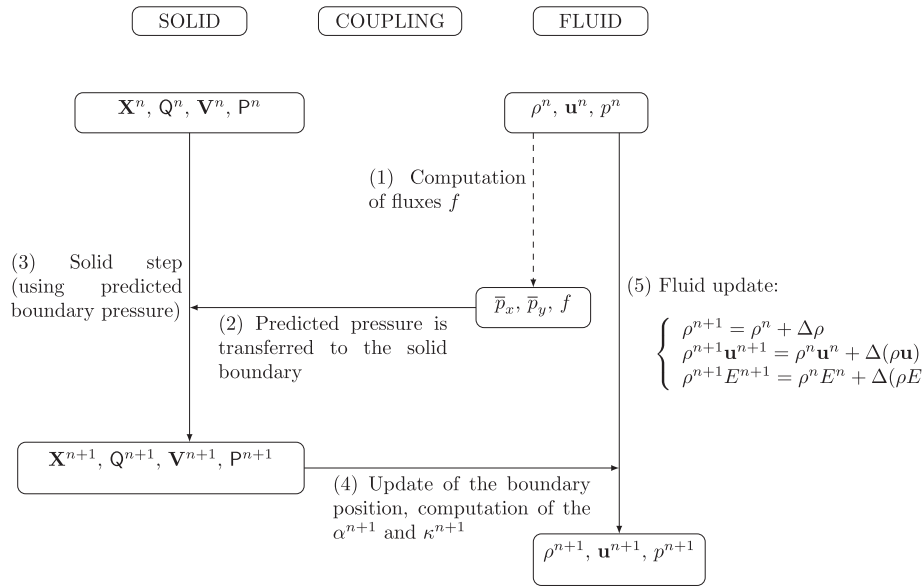 SOLID
COUPLING
FLUID
Xⁿ, Qⁿ, Vⁿ, Pⁿ
ρⁿ, uⁿ, pⁿ
(1) Computation
of fluxes f
(3) Solid step
(using predicted
boundary pressure)
p̅ₓ, p̅ᵧ, f
(2) Predicted pressure is
transferred to the solid
boundary
(5) Fluid update:
ρⁿ⁺¹ = ρⁿ + Δρ
ρⁿ⁺¹uⁿ⁺¹ = ρⁿuⁿ + Δ(ρu)
ρⁿ⁺¹Eⁿ⁺¹ = ρⁿEⁿ + Δ(ρE
Xⁿ⁺¹, Qⁿ⁺¹, Vⁿ⁺¹, Pⁿ⁺¹
(4) Update of the boundary
position, computation of the
αⁿ⁺¹ and κⁿ⁺¹
ρⁿ⁺¹, uⁿ⁺¹, pⁿ⁺¹